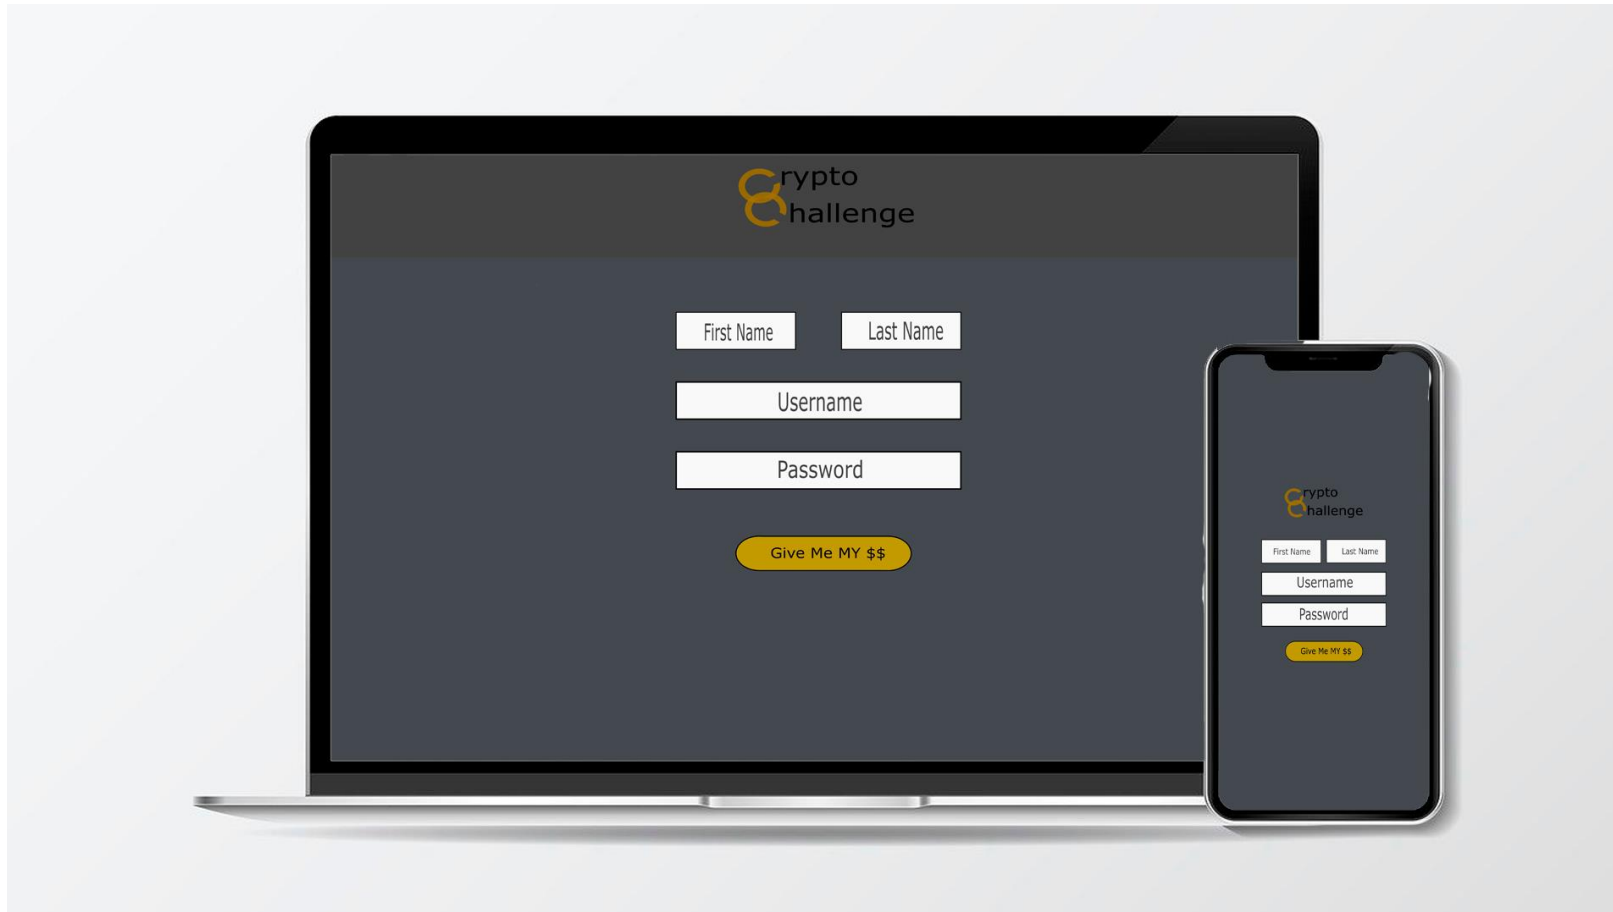 Crypto
Challenge
First Name Last Name
Username
Password
Give Me MY $$
Crypto
Challenge
First Name Last Name
Username
Password
Give Me MY $$